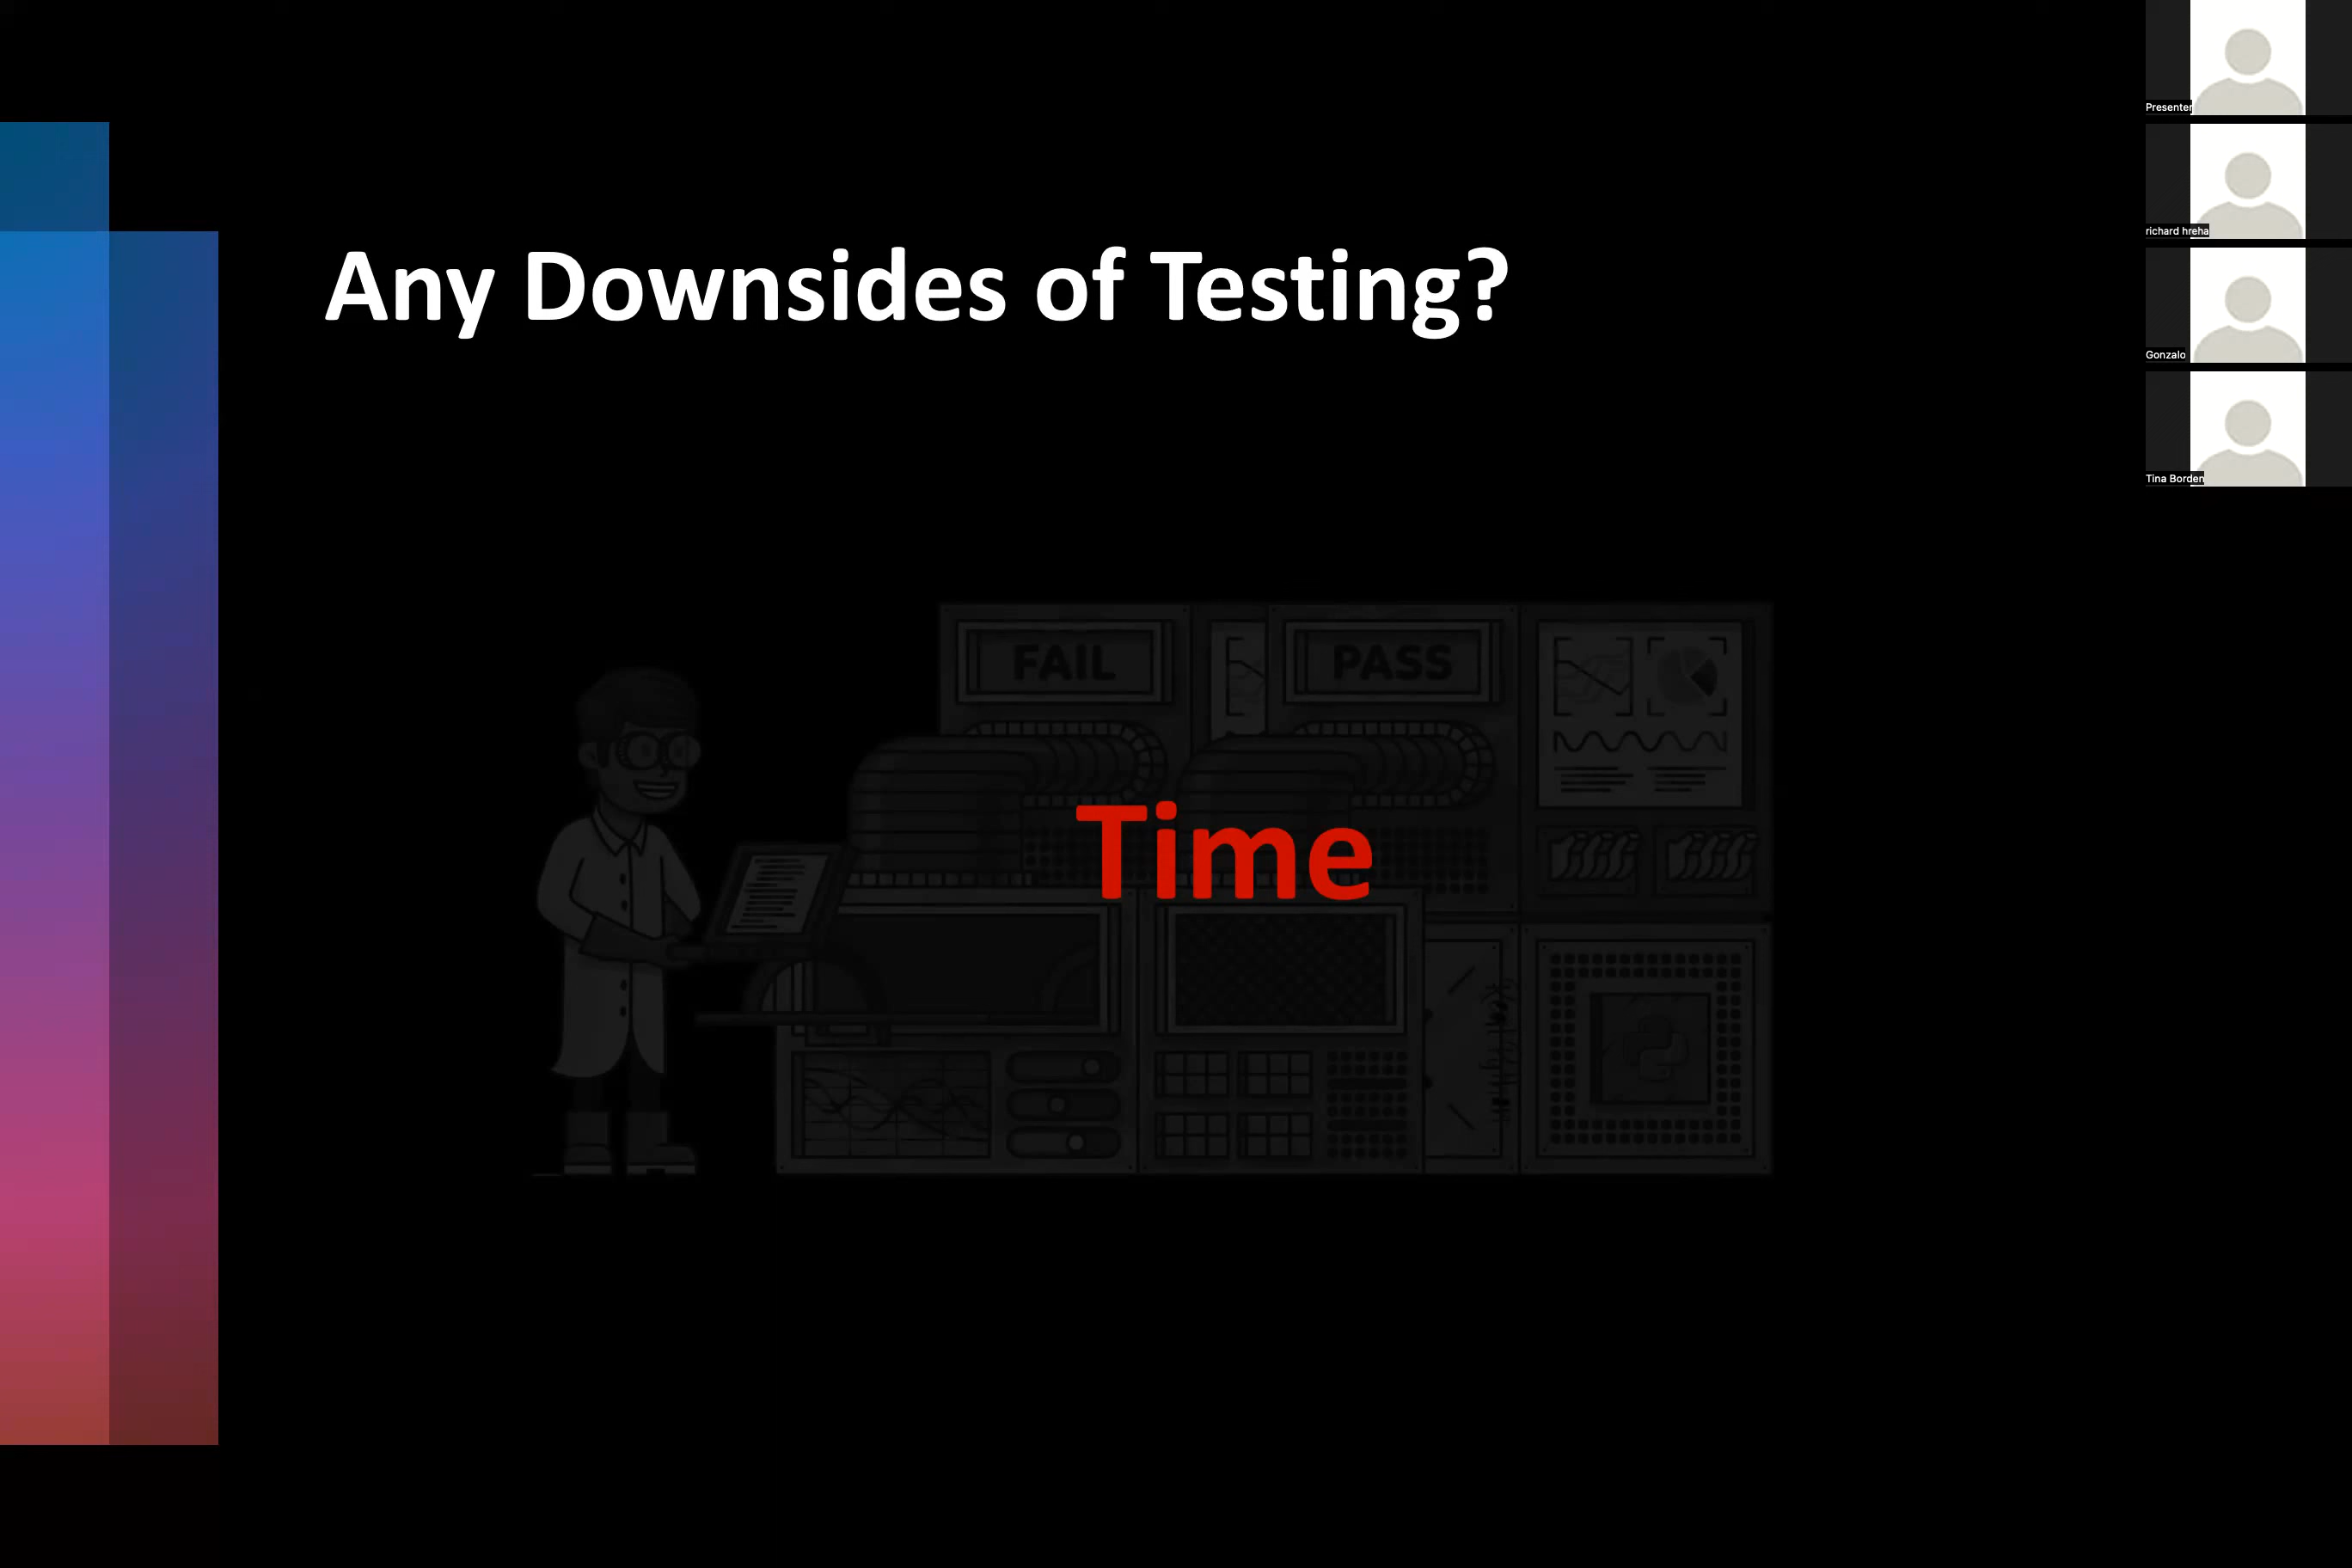 Any Downsides of Testing?
FAIL
PASS
Time
Presenter
richard hreha
Gonzalo
Tina Borden